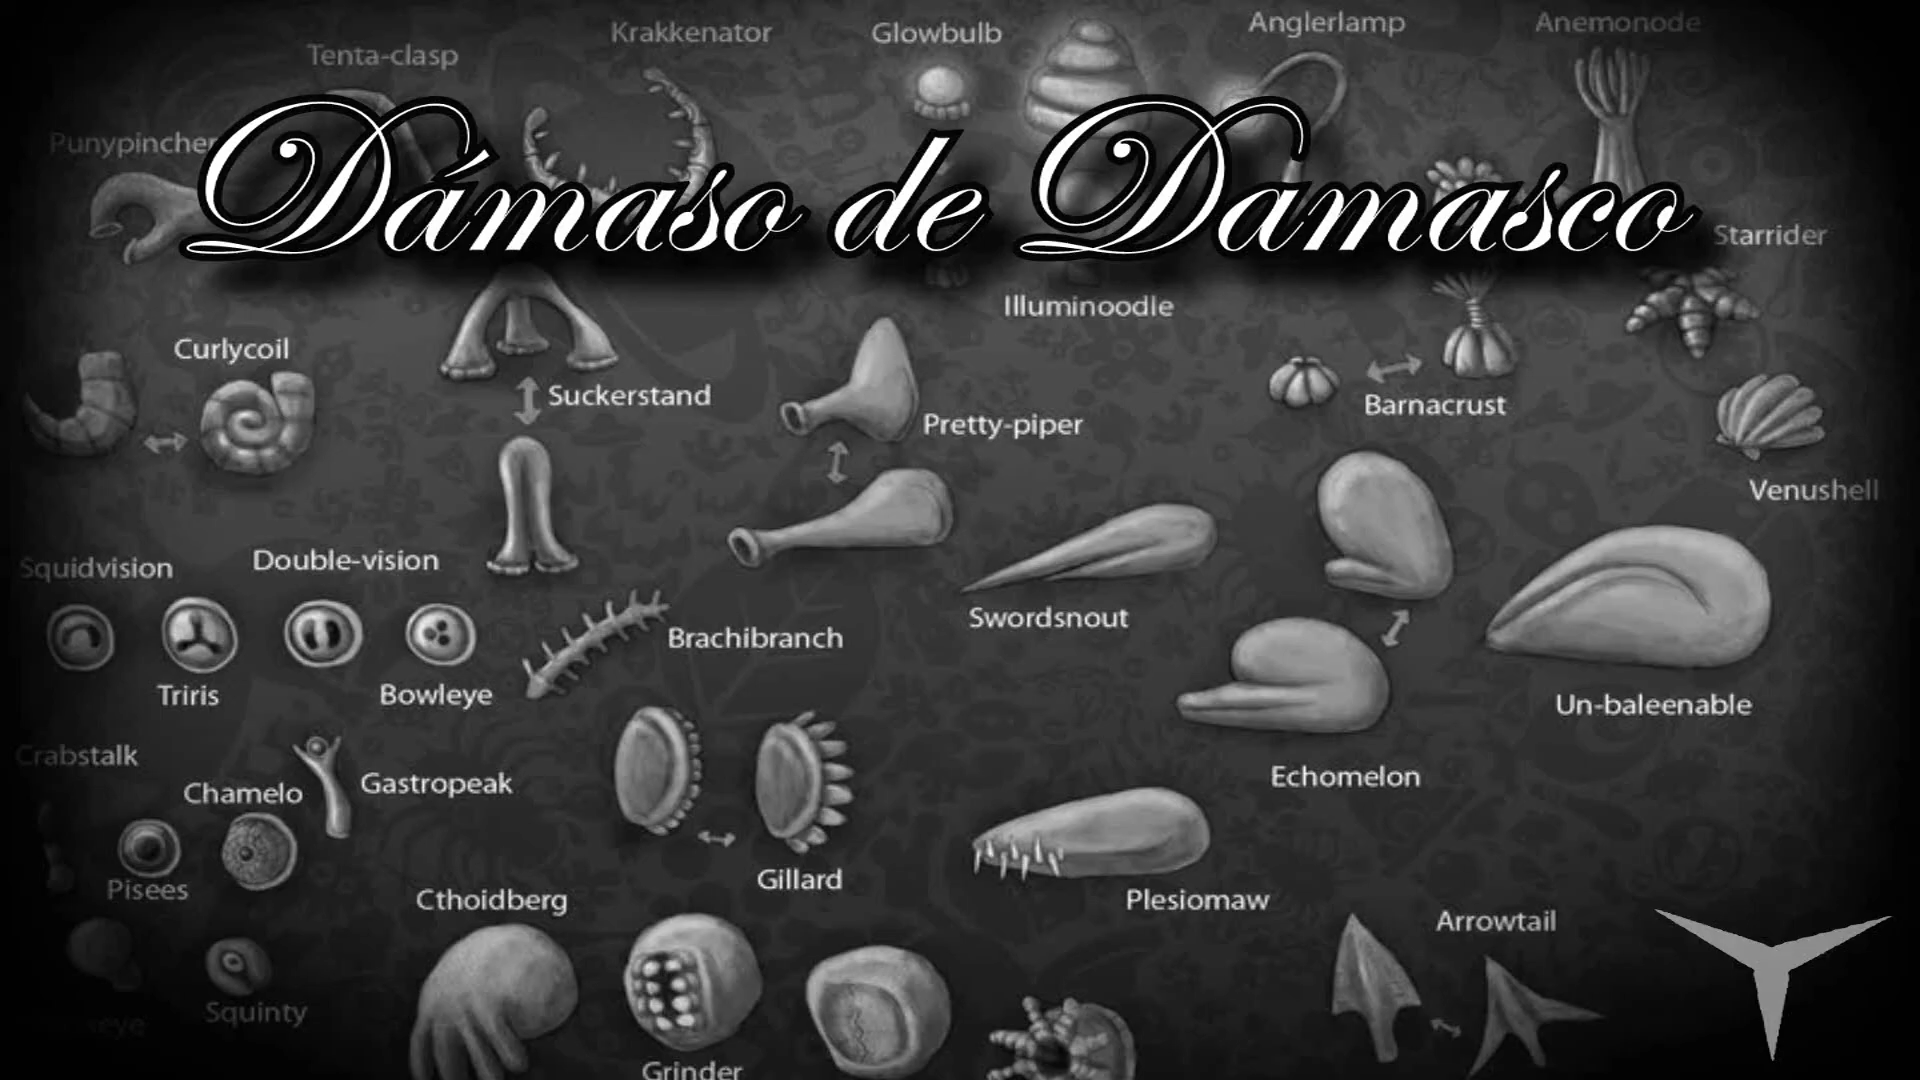 Krakkenator
Glowbulb
Anglerlamp
Anemonode
Tenta-clasp
Punypincher
Dámaso de Damasco
Starrider
Illuminoodle
Curlycoil
Suckerstand
Pretty-piper
Barnacrust
Venushell
Squidvision
Double-vision
Swordsnout
Brachibranch
Triris
Bowleye
Un-baleenable
Crabstalk
Gastropeak
Chamelo
Echomelon
Gillard
Pisees
Cthoidberg
Plesiomaw
Arrowtail
Squinty
Grinder